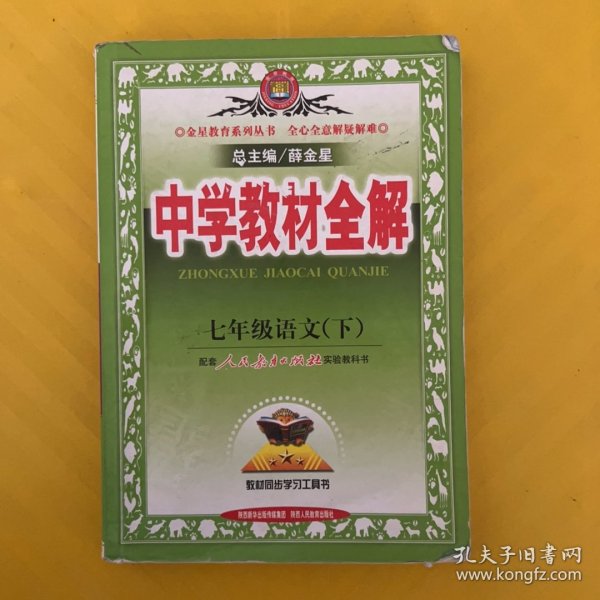 ◎金星教育系列丛书 全心全意解疑解难◎
总主编/薛金星
中学教材全解
ZHONGXUE JIAOCAI QUANJIE
七年级语文(下)
配套人民教育出版社实验教科书
教材同步学习工具书
陕西新华出版传媒集团 陕西人民教育出版社
孔夫子旧书网
www.kongfz.com